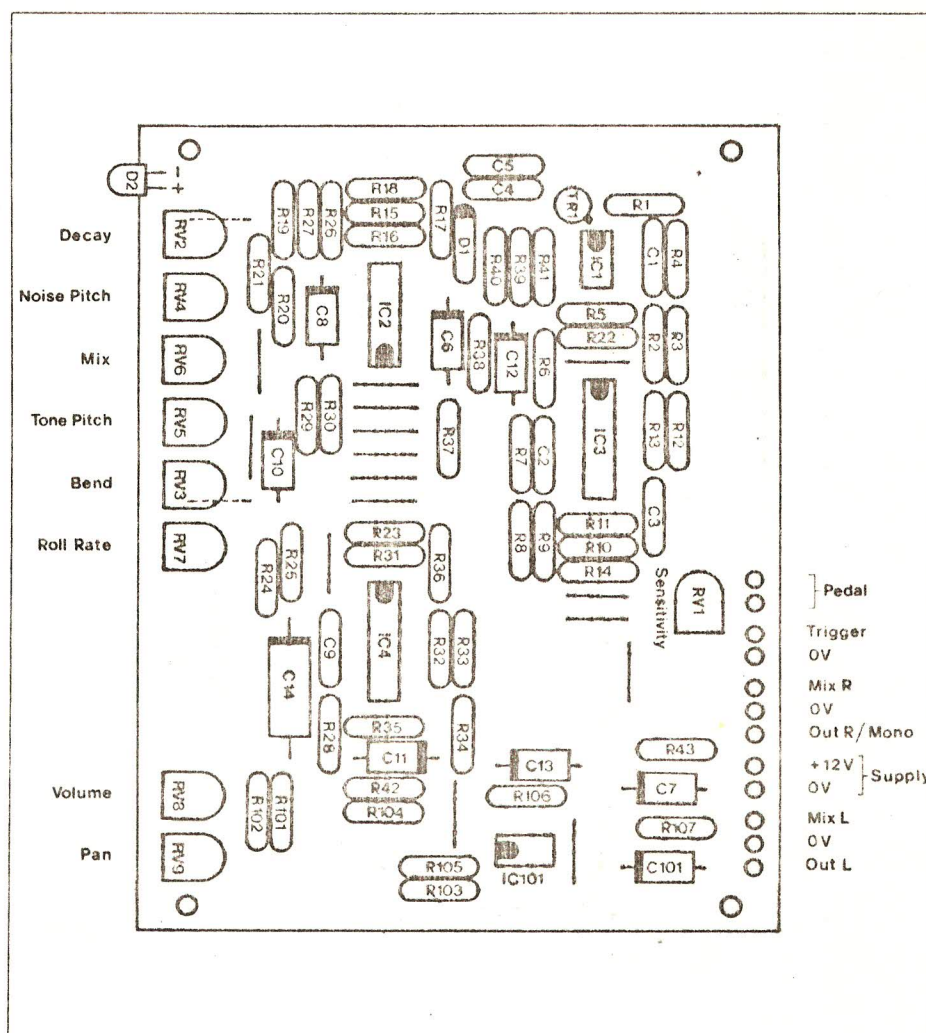 D2
-
+
Decay
RV2
Noise Pitch
RV4
Mix
RV6
Tone Pitch
RV5
Bend
RV3
Roll Rate
RV7
Volume
RV8
Pan
RV9
R19
R27
R26
R18
R15
R16
R17
C5
C4
D1
TR1
R1
R21
R20
C8
IC2
R40
R39
R41
IC1
C1
R4
C6
R38
C12
R6
R5
R22
R2
R3
R29
R30
C10
R37
R7
C2
IC3
R13
R12
R23
R31
R36
R8
R9
R11
R10
R14
C3
R24
R25
C9
IC4
R32
R33
Sensitivity
RV1
C14
R28
R35
C11
R34
C13
R43
R102
R101
R42
R104
R106
C7
R107
R105
R103
IC101
C101
Pedal
Trigger
0V
Mix R
0V
Out R/Mono
+12V
0V
Supply
Mix L
0V
Out L